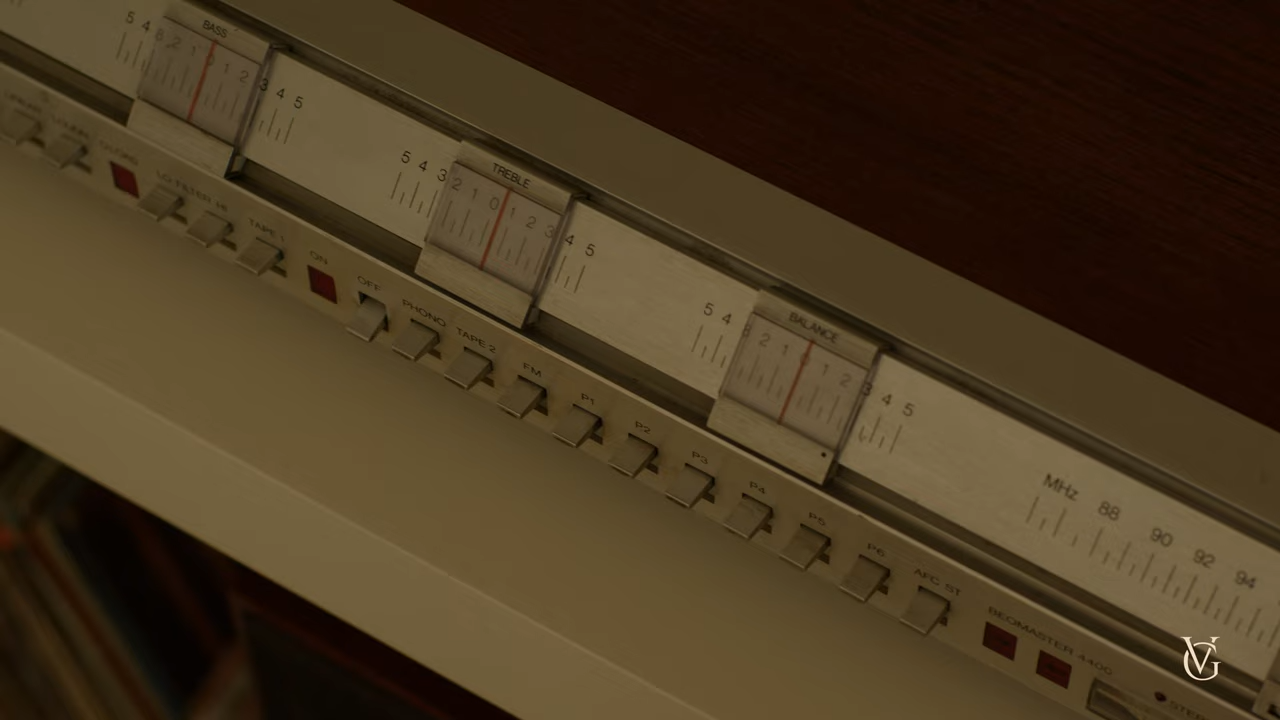 BASS
5 4 3 2 1 0 1 2 3 4 5
TREBLE
5 4 3 2 1 0 1 2 3 4 5
BALANCE
5 4 3 2 1 0 1 2 3 4 5
MHz 88 90 92 94
LO FILTER HI
TAPE 1
ON
OFF
PHONO
TAPE 2
FM
P1
P2
P3
P4
P5
P6
AFC ST
BEOMASTER 4400
VG